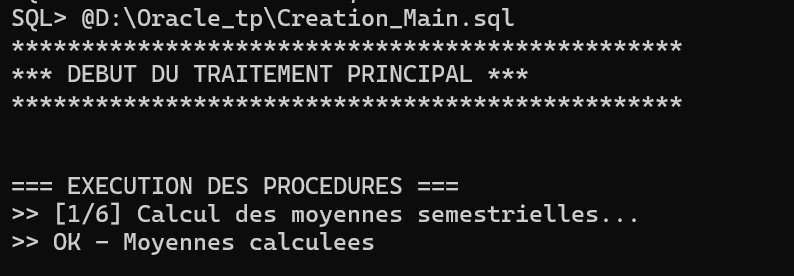 SQL> @D:\Oracle_tp\Creation_Main.sql
************************************************
*** DEBUT DU TRAITEMENT PRINCIPAL ***
************************************************
=== EXECUTION DES PROCEDURES ===
>> [1/6] Calcul des moyennes semestrielles...
>> OK - Moyennes calculees